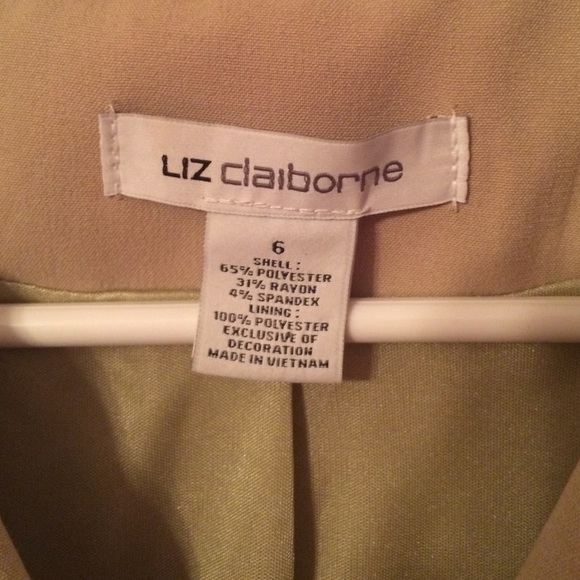 LIZ claiborne
6
SHELL:
65% POLYESTER
31% RAYON
4% SPANDEX
LINING:
100% POLYESTER
EXCLUSIVE OF
DECORATION
MADE IN VIETNAM